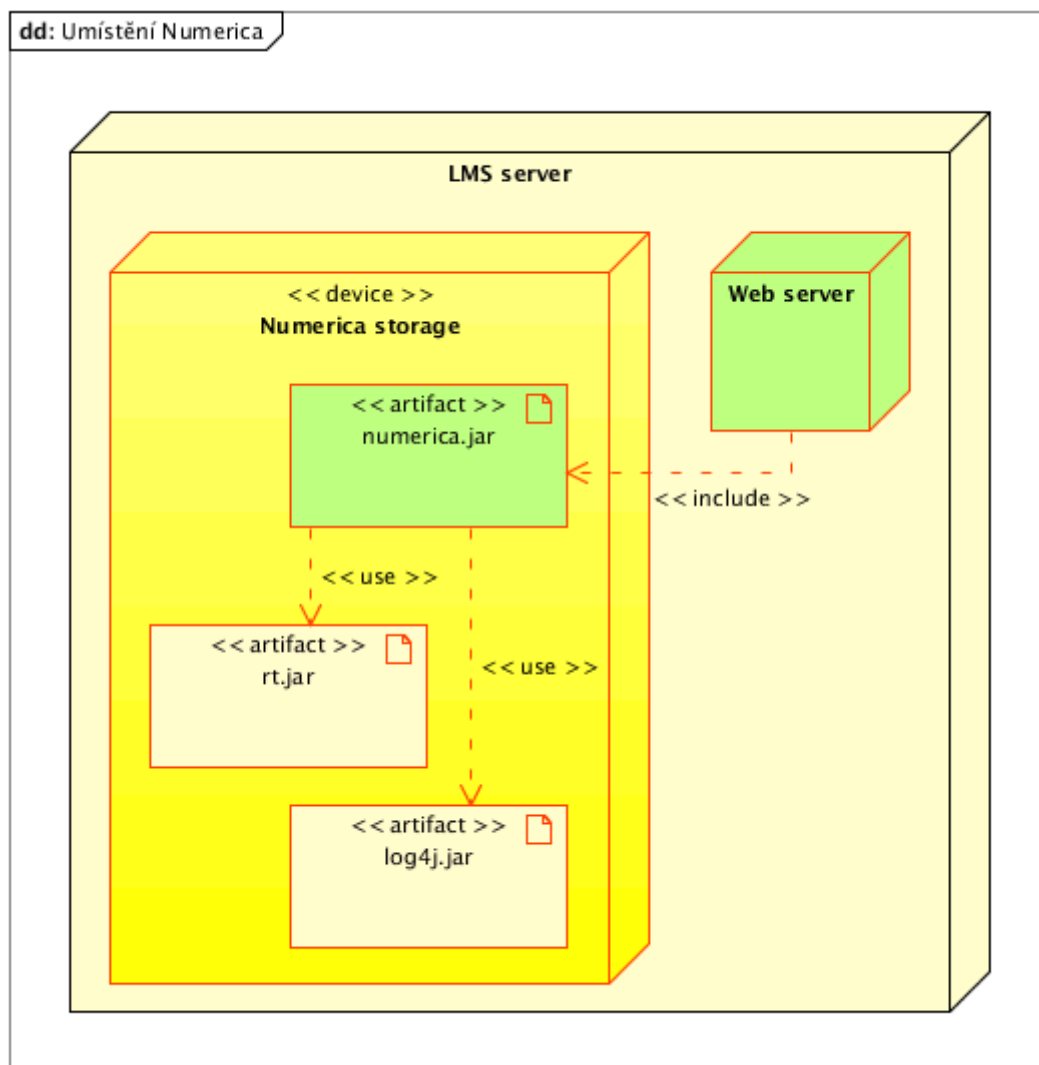 dd: Umístění Numerica
LMS server
<< device >>
Numerica storage
Web server
<< artifact >>
numerica.jar
<< include >>
<< use >>
<< artifact >>
rt.jar
<< use >>
<< artifact >>
log4j.jar